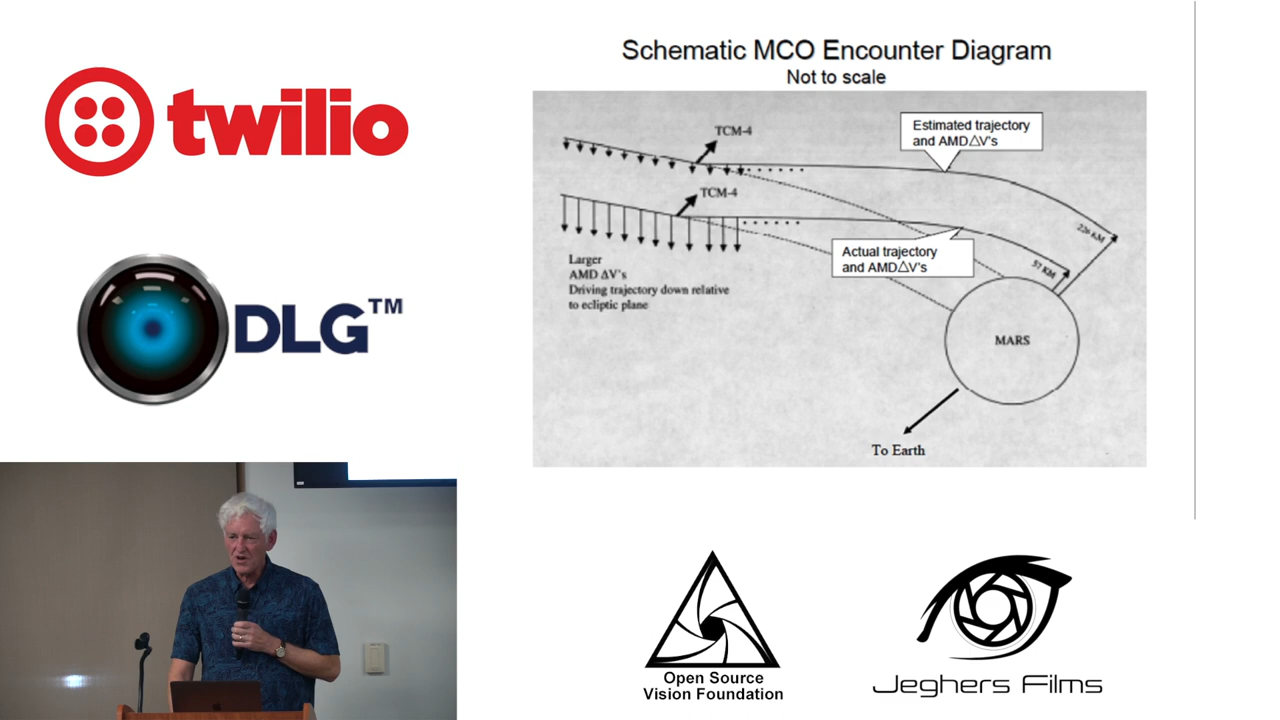 twilio
DLG™
Schematic MCO Encounter Diagram
Not to scale
TCM-4
Estimated trajectory
and AMD△V's
TCM-4
226 KM
Actual trajectory
and AMD△V's
57 KM
Larger
AMD ΔV's
Driving trajectory down relative
to ecliptic plane
MARS
To Earth
Open Source
Vision Foundation
Jeghers Films